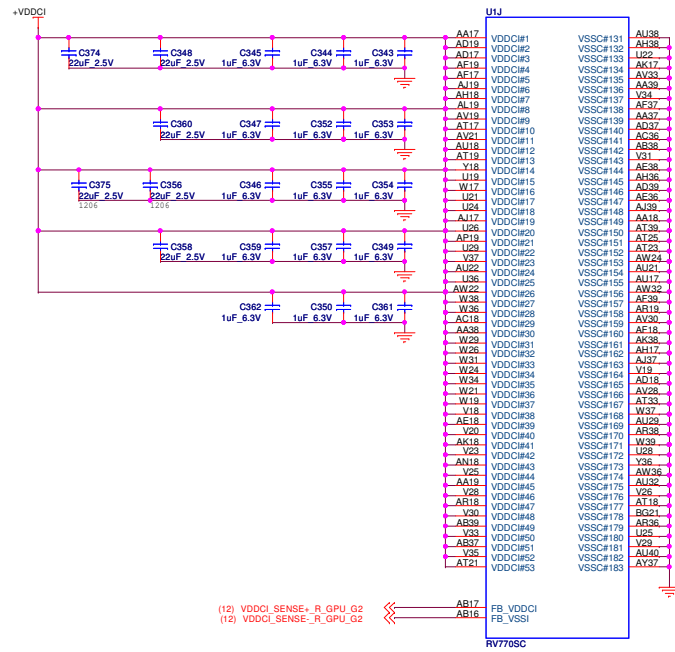 +VDDCI
U1J
C374 C348 C345 C344 C343
22uF_2.5V 22uF_2.5V 1uF_6.3V 1uF_6.3V 1uF_6.3V
C360 C347 C352 C353
22uF_2.5V 1uF_6.3V 1uF_6.3V 1uF_6.3V
C375 C356 C346 C355 C354
22uF_2.5V 22uF_2.5V 1uF_6.3V 1uF_6.3V 1uF_6.3V
1206 1206
C358 C359 C357 C349
22uF_2.5V 1uF_6.3V 1uF_6.3V 1uF_6.3V
C362 C350 C361
1uF_6.3V 1uF_6.3V 1uF_6.3V
AA17 VDDCI#1 VSSC#131 AU38
AD19 VDDCI#2 VSSC#132 AH38
AD17 VDDCI#3 VSSC#133 U22
AF19 VDDCI#4 VSSC#134 AK17
AF17 VDDCI#5 VSSC#135 AV33
AJ19 VDDCI#6 VSSC#136 AA39
AH18 VDDCI#7 VSSC#137 V34
AL19 VDDCI#8 VSSC#138 AF37
AV19 VDDCI#9 VSSC#139 AA37
AT17 VDDCI#10 VSSC#140 AD37
AV21 VDDCI#11 VSSC#141 AC36
AU18 VDDCI#12 VSSC#142 AB38
AT19 VDDCI#13 VSSC#143 V31
Y18 VDDCI#14 VSSC#144 AE38
U19 VDDCI#15 VSSC#145 AH36
W17 VDDCI#16 VSSC#146 AD39
U21 VDDCI#17 VSSC#147 AE36
U24 VDDCI#18 VSSC#148 AJ39
AJ17 VDDCI#19 VSSC#149 AA18
U26 VDDCI#20 VSSC#150 AT39
AP19 VDDCI#21 VSSC#151 AT25
U29 VDDCI#22 VSSC#152 AT23
V37 VDDCI#23 VSSC#153 AW24
AU22 VDDCI#24 VSSC#154 AU21
U36 VDDCI#25 VSSC#155 AU17
AW22 VDDCI#26 VSSC#156 AW32
W38 VDDCI#27 VSSC#157 AF39
W36 VDDCI#28 VSSC#158 AR19
AC18 VDDCI#29 VSSC#159 AV30
AA38 VDDCI#30 VSSC#160 AF18
W29 VDDCI#31 VSSC#161 AK38
W26 VDDCI#32 VSSC#162 AH17
W31 VDDCI#33 VSSC#163 AJ37
W24 VDDCI#34 VSSC#164 V19
W34 VDDCI#35 VSSC#165 AD18
W21 VDDCI#36 VSSC#166 AV28
W19 VDDCI#37 VSSC#167 AT33
V18 VDDCI#38 VSSC#168 W37
AE18 VDDCI#39 VSSC#169 AU29
V20 VDDCI#40 VSSC#170 AR38
AK18 VDDCI#41 VSSC#171 W39
V23 VDDCI#42 VSSC#172 U28
AN18 VDDCI#43 VSSC#173 Y36
V25 VDDCI#44 VSSC#174 AW36
AA19 VDDCI#45 VSSC#175 AU32
V28 VDDCI#46 VSSC#176 V26
AR18 VDDCI#47 VSSC#177 AT18
V30 VDDCI#48 VSSC#178 BG21
AB39 VDDCI#49 VSSC#179 AR36
V33 VDDCI#50 VSSC#180 U25
AB37 VDDCI#51 VSSC#181 V29
V35 VDDCI#52 VSSC#182 AU40
AT21 VDDCI#53 VSSC#183 AY37
(12) VDDCI_SENSE+_R_GPU_G2 AB17 FB_VDDCI
(12) VDDCI_SENSE-_R_GPU_G2 AB16 FB_VSSI
RV770SC